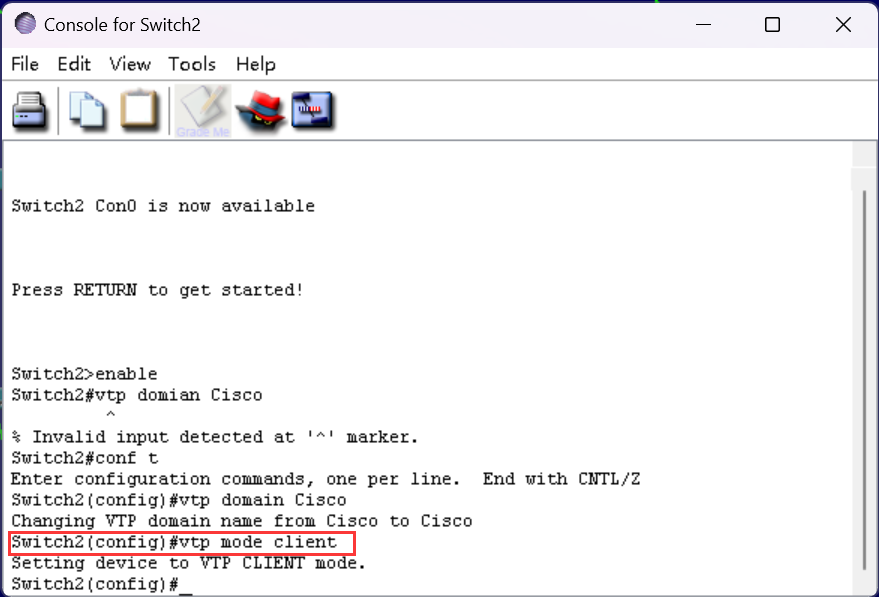 Console for Switch2
File Edit View Tools Help
Grade Me
Switch2 Con0 is now available
Press RETURN to get started!
Switch2>enable
Switch2#vtp domian Cisco
^
% Invalid input detected at '^' marker.
Switch2#conf t
Enter configuration commands, one per line.  End with CNTL/Z
Switch2(config)#vtp domain Cisco
Changing VTP domain name from Cisco to Cisco
Switch2(config)#vtp mode client
Setting device to VTP CLIENT mode.
Switch2(config)#_